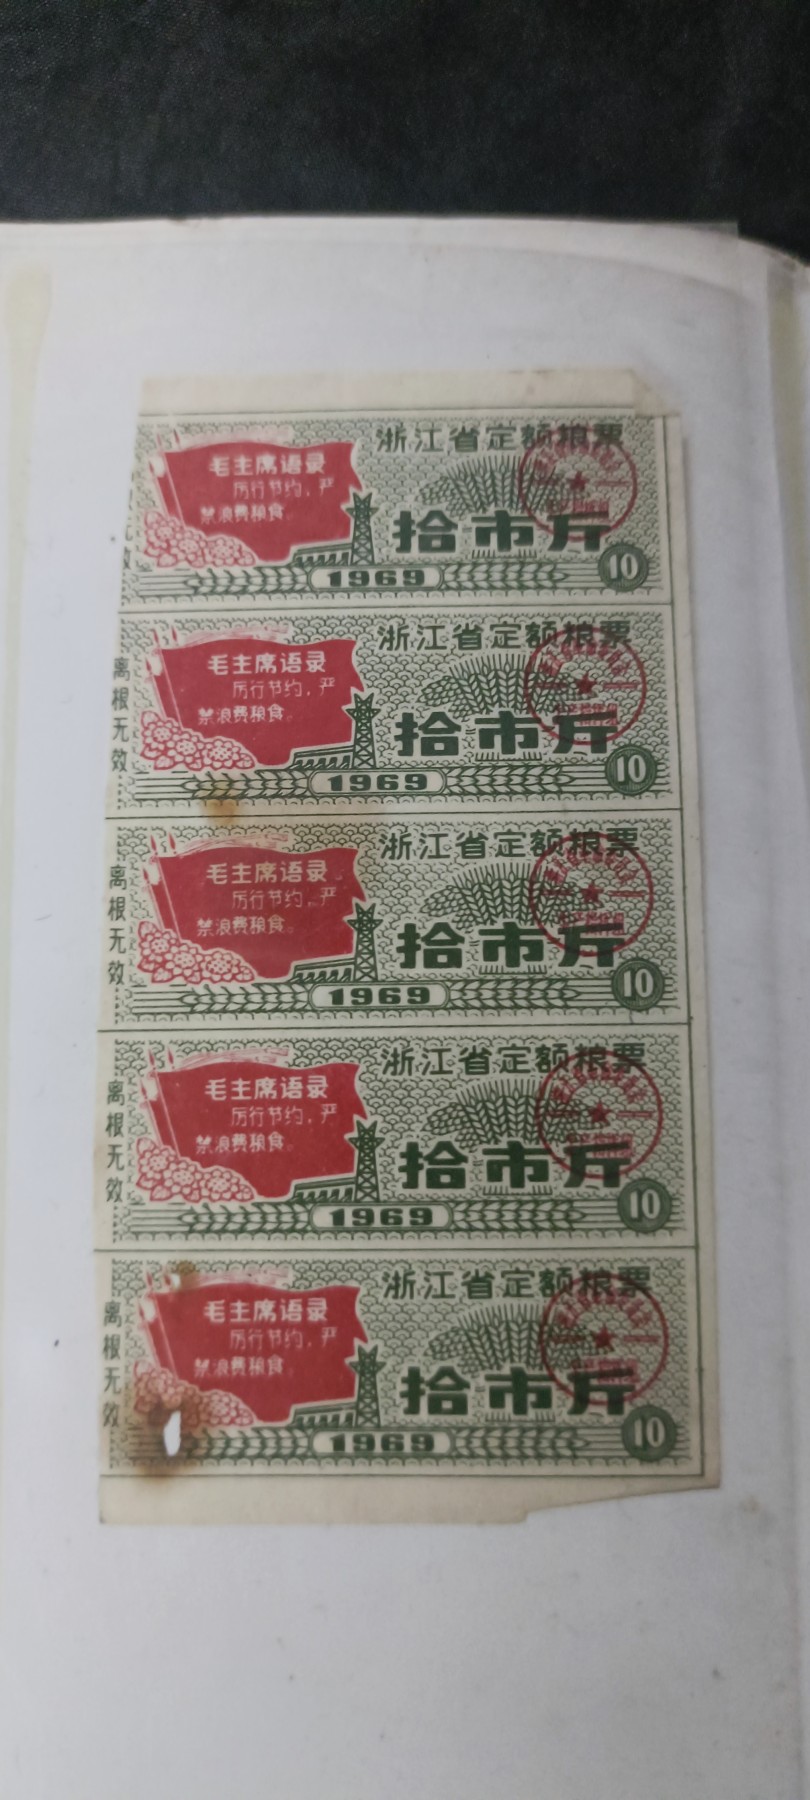 浙江省定额粮票
毛主席语录
厉行节约，严
禁浪费粮食。
拾市斤
1969
10
浙江省定额粮票
毛主席语录
厉行节约，严
禁浪费粮食。
拾市斤
1969
10
离根无效
浙江省定额粮票
毛主席语录
厉行节约，严
禁浪费粮食。
拾市斤
1969
10
离根无效
浙江省定额粮票
毛主席语录
厉行节约，严
禁浪费粮食。
拾市斤
1969
10
离根无效
浙江省定额粮票
毛主席语录
厉行节约，严
禁浪费粮食。
拾市斤
1969
10
离根无效